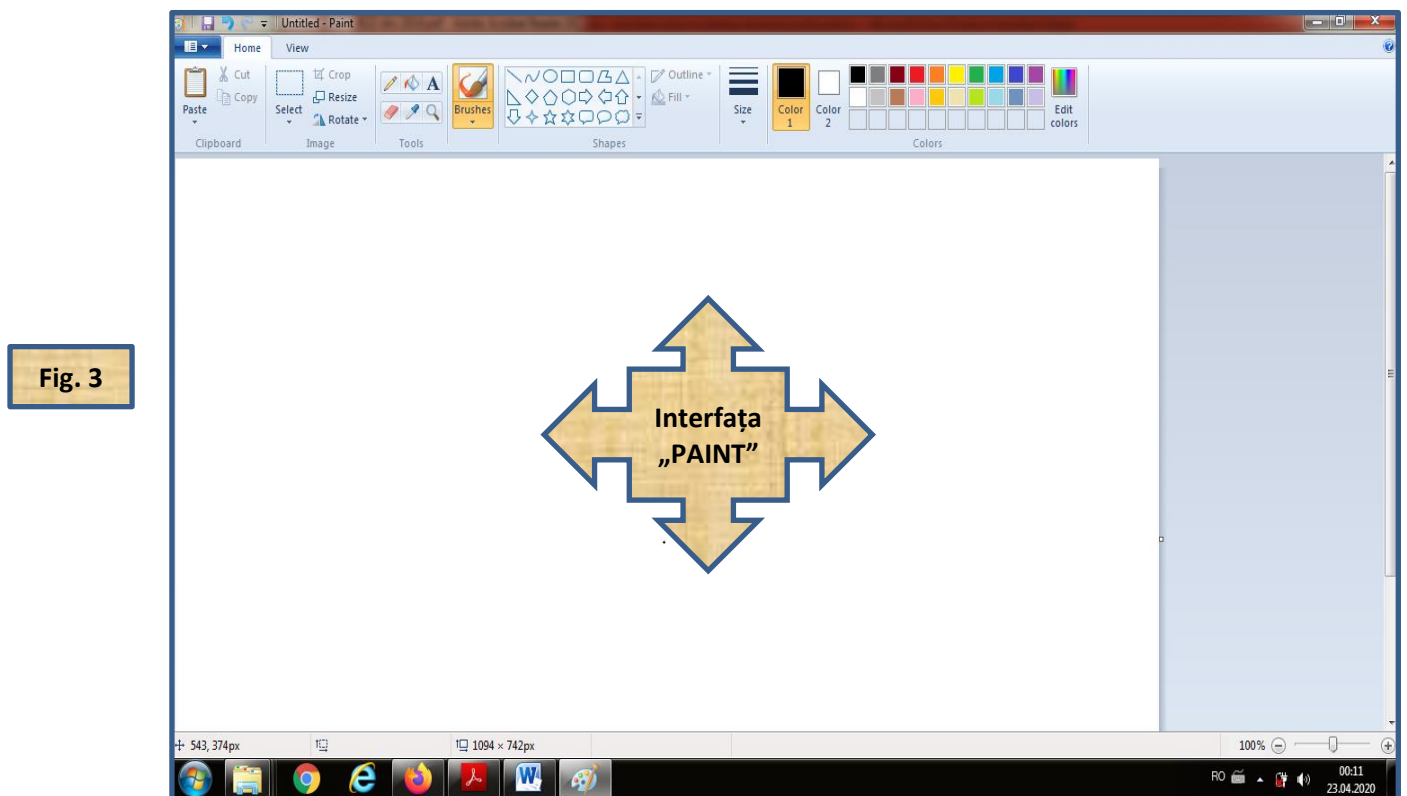 Untitled - Paint
Home View
Cut
Copy
Paste
Clipboard
Select
Crop
Resize
Rotate
Image
A
Tools
Brushes
Outline
Fill
Shapes
Size
Color 1
Color 2
Edit colors
Colors
Fig. 3
Interfața
„PAINT”
543, 374px
1094 × 742px
100%
RO
00:11
23.04.2020